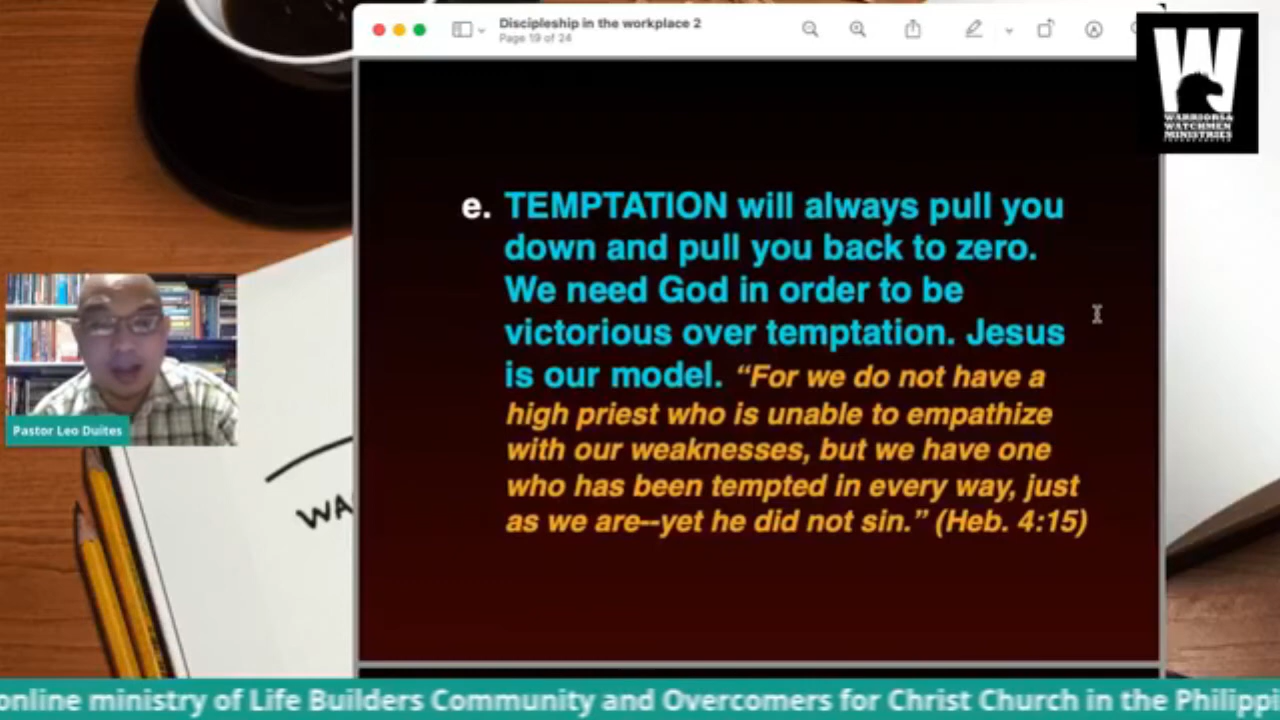 Discipleship in the workplace 2
Page 19 of 24
W
WARRIORS &
WATCHMEN
MINISTRIES
INCORPORATED
e. TEMPTATION will always pull you
down and pull you back to zero.
We need God in order to be
victorious over temptation. Jesus
is our model. “For we do not have a
high priest who is unable to empathize
with our weaknesses, but we have one
who has been tempted in every way, just
as we are--yet he did not sin.” (Heb. 4:15)
Pastor Leo Duites
WA
online ministry of Life Builders Community and Overcomers for Christ Church in the Philippi